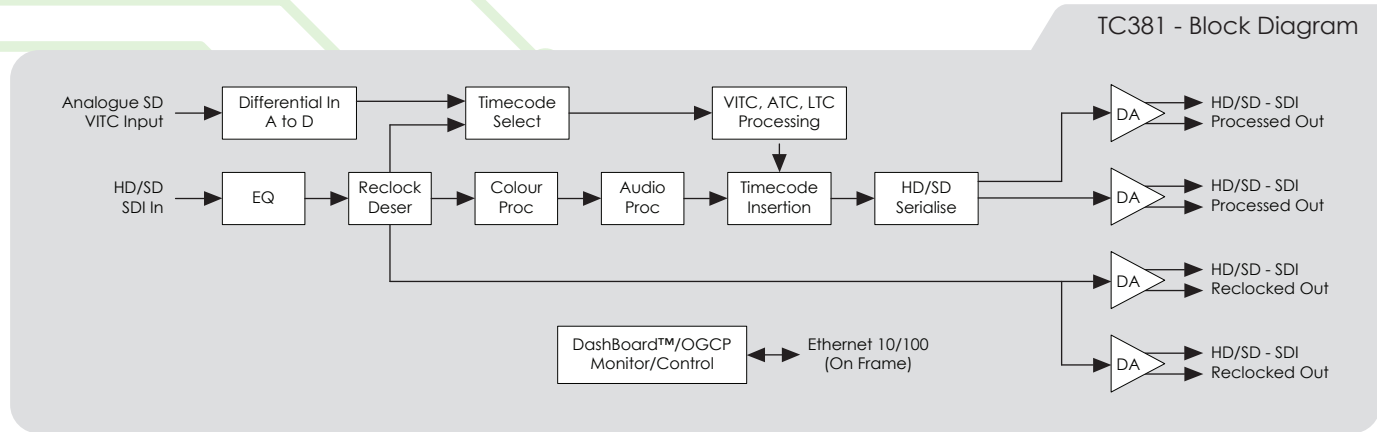 TC381 - Block Diagram
Analogue SD
VITC Input
Differential In
A to D
Timecode
Select
VITC, ATC, LTC
Processing
DA
HD/SD - SDI
Processed Out
HD/SD
SDI In
EQ
Reclock
Deser
Colour
Proc
Audio
Proc
Timecode
Insertion
HD/SD
Serialise
DA
HD/SD - SDI
Processed Out
DA
HD/SD - SDI
Reclocked Out
DashBoard™/OGCP
Monitor/Control
Ethernet 10/100
(On Frame)
DA
HD/SD - SDI
Reclocked Out